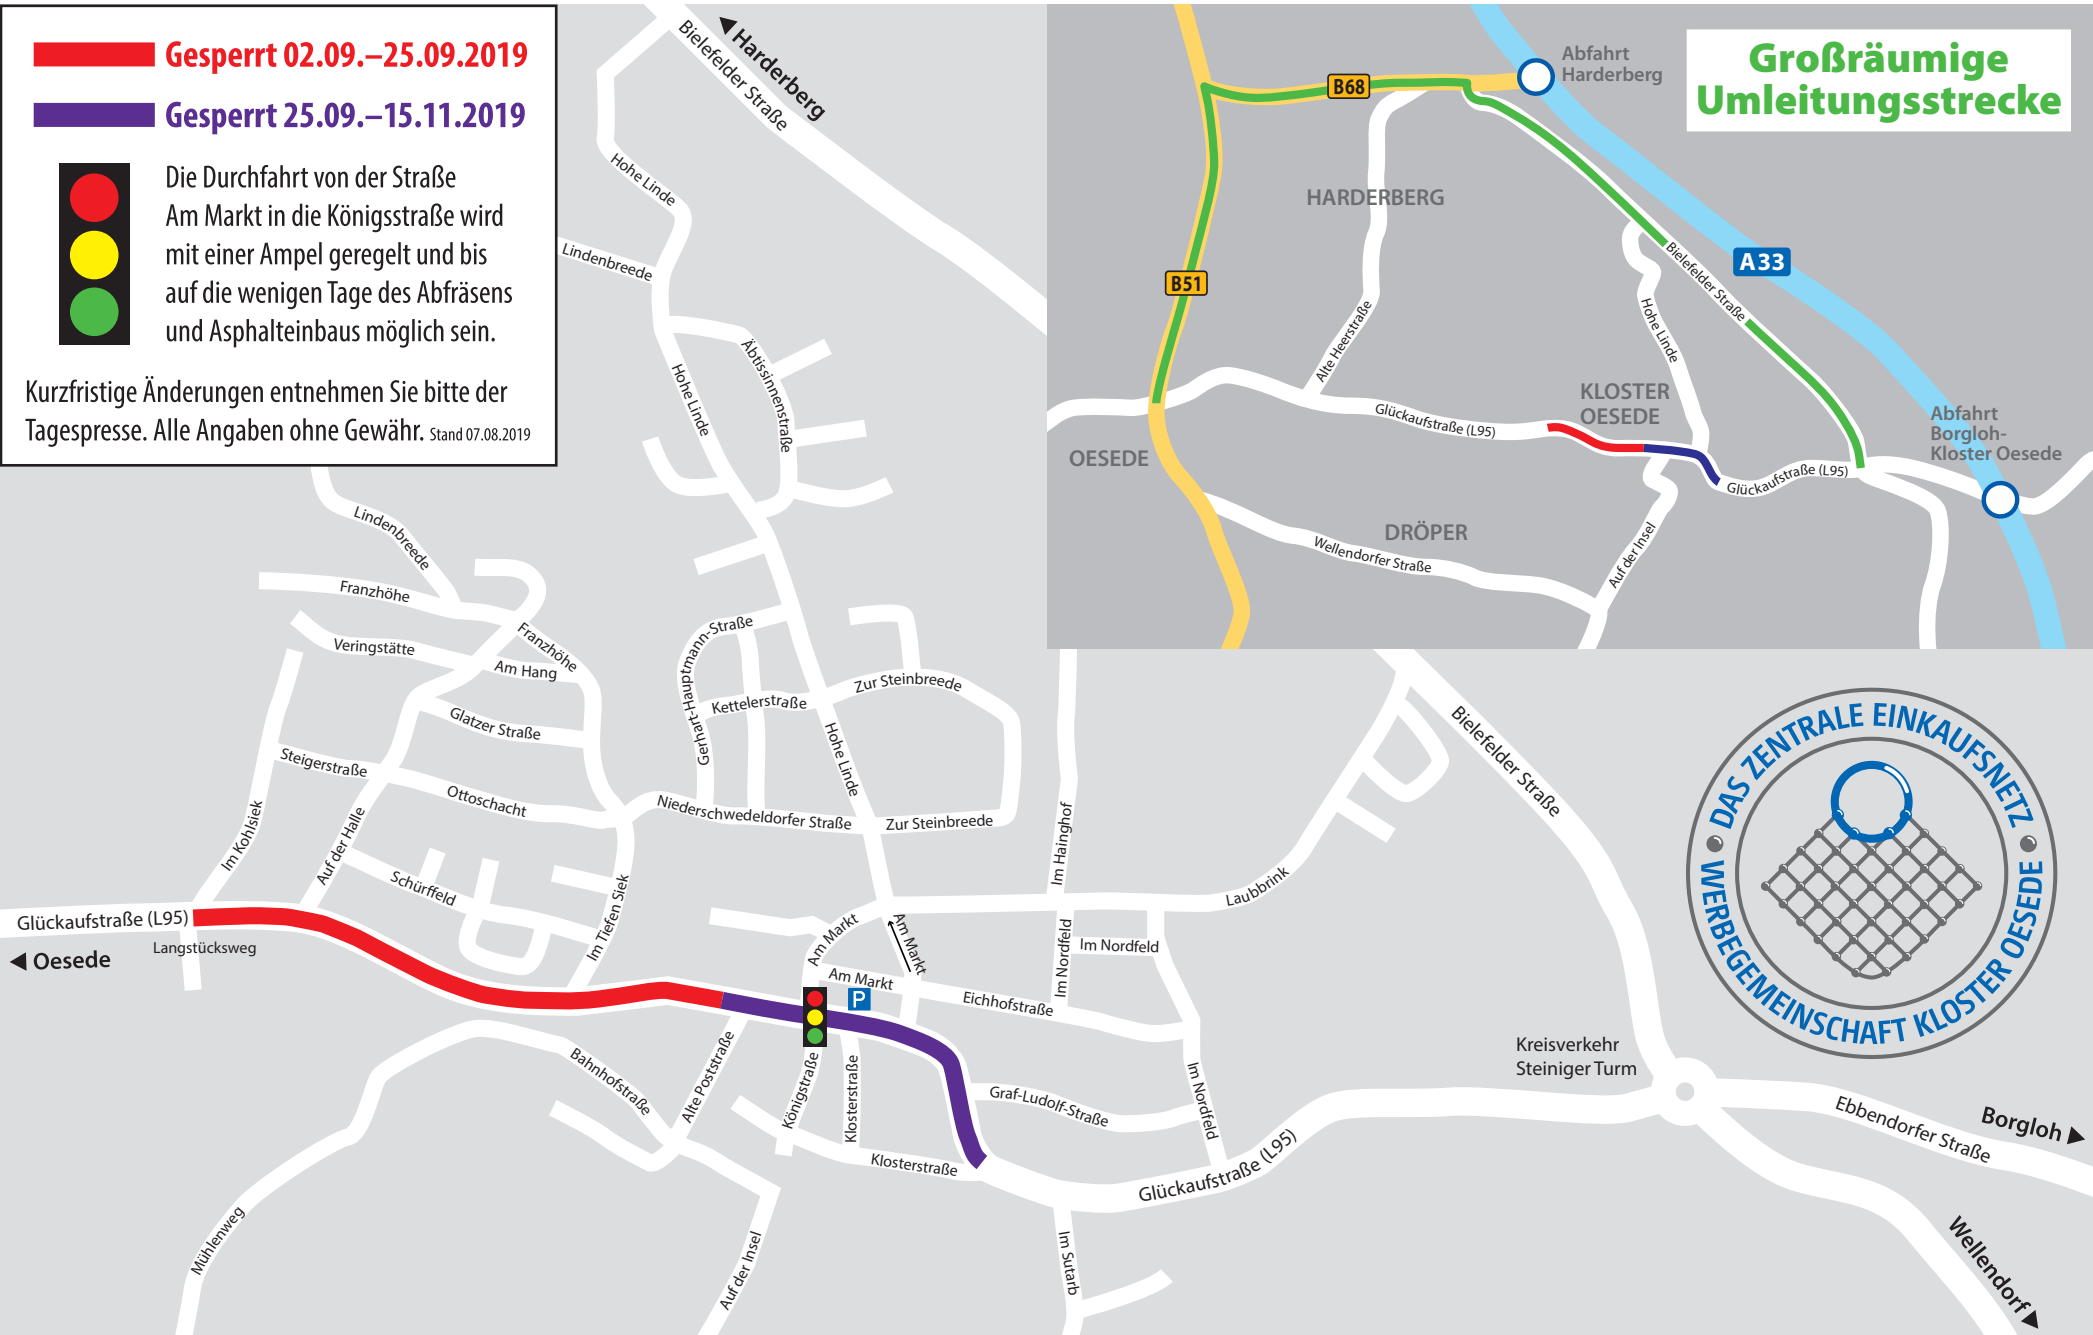 Gesperrt 02.09.–25.09.2019
Gesperrt 25.09.–15.11.2019
Die Durchfahrt von der Straße
Am Markt in die Königsstraße wird
mit einer Ampel geregelt und bis
auf die wenigen Tage des Abfräsens
und Asphalteinbaus möglich sein.
Kurzfristige Änderungen entnehmen Sie bitte der
Tagespresse. Alle Angaben ohne Gewähr. Stand 07.08.2019
Harderberg
Bielefelder Straße
Hohe Linde
Lindenbreede
Äbtissinnenstraße
Hohe Linde
Großräumige
Umleitungsstrecke
Abfahrt
Harderberg
B68
HARDERBERG
A33
B51
Bielefelder Straße
Hohe Linde
Alte Heerstraße
KLOSTER
OESEDE
Glückaufstraße (L95)
Abfahrt
Borgloh-
Kloster Oesede
OESEDE
Glückaufstraße (L95)
DRÖPER
Wellendorfer Straße
Auf der Insel
Lindenbreede
Franzhöhe
Franzhöhe
Veringstätte
Am Hang
Glatzer Straße
Steigerstraße
Ottoschacht
Im Kohlsiek
Auf der Halle
Schürffeld
Im Tiefen Siek
Gerhart-Hauptmann-Straße
Kettelerstraße
Zur Steinbreede
Hohe Linde
Niederschwedeldorfer Straße
Zur Steinbreede
Im Hainghof
Laubbrink
Bielefelder Straße
DAS ZENTRALE EINKAUFSNETZ
WERBEGEMEINSCHAFT KLOSTER OESEDE
Glückaufstraße (L95)
Langstücksweg
Oesede
Am Markt
Am Markt
Am Markt
P
Im Nordfeld
Im Nordfeld
Eichhofstraße
Bahnhofstraße
Alte Poststraße
Königstraße
Klosterstraße
Klosterstraße
Graf-Ludolf-Straße
Im Nordfeld
Glückaufstraße (L95)
Kreisverkehr
Steiniger Turm
Ebbendorfer Straße
Borgloh
Wellendorf
Mühlenweg
Auf der Insel
Im Sutarb